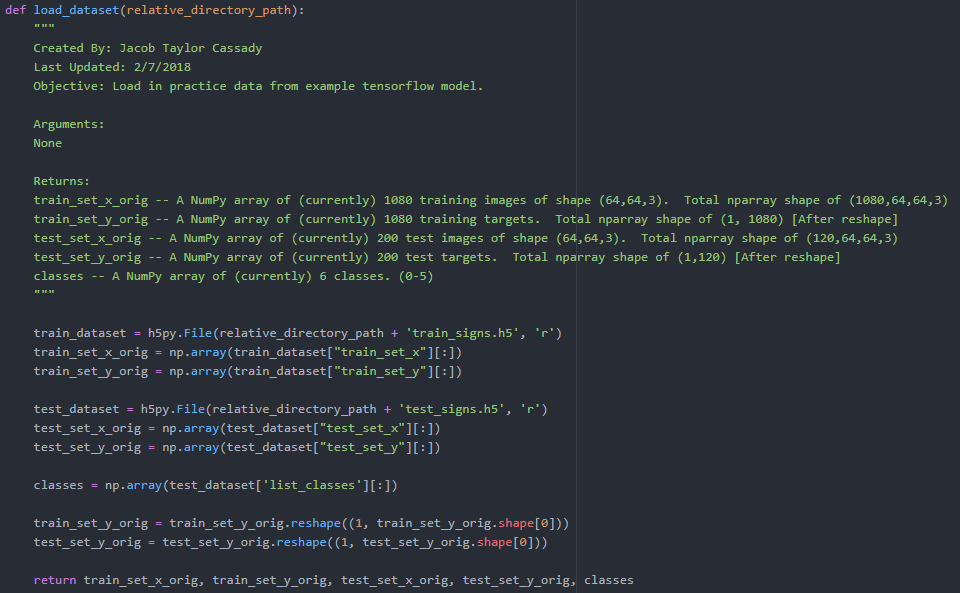 def load_dataset(relative_directory_path):
    """
    Created By: Jacob Taylor Cassady
    Last Updated: 2/7/2018
    Objective: Load in practice data from example tensorflow model.

    Arguments:
    None

    Returns:
    train_set_x_orig -- A NumPy array of (currently) 1080 training images of shape (64,64,3).  Total nparray shape of (1080,64,64,3)
    train_set_y_orig -- A NumPy array of (currently) 1080 training targets.  Total nparray shape of (1, 1080) [After reshape]
    test_set_x_orig -- A NumPy array of (currently) 200 test images of shape (64,64,3).  Total nparray shape of (120,64,64,3)
    test_set_y_orig -- A NumPy array of (currently) 200 test targets.  Total nparray shape of (1,120) [After reshape]
    classes -- A NumPy array of (currently) 6 classes. (0-5)
    """

    train_dataset = h5py.File(relative_directory_path + 'train_signs.h5', 'r')
    train_set_x_orig = np.array(train_dataset["train_set_x"][:])
    train_set_y_orig = np.array(train_dataset["train_set_y"][:])

    test_dataset = h5py.File(relative_directory_path + 'test_signs.h5', 'r')
    test_set_x_orig = np.array(test_dataset["test_set_x"][:])
    test_set_y_orig = np.array(test_dataset["test_set_y"][:])

    classes = np.array(test_dataset['list_classes'][:])

    train_set_y_orig = train_set_y_orig.reshape((1, train_set_y_orig.shape[0]))
    test_set_y_orig = test_set_y_orig.reshape((1, test_set_y_orig.shape[0]))

    return train_set_x_orig, train_set_y_orig, test_set_x_orig, test_set_y_orig, classes